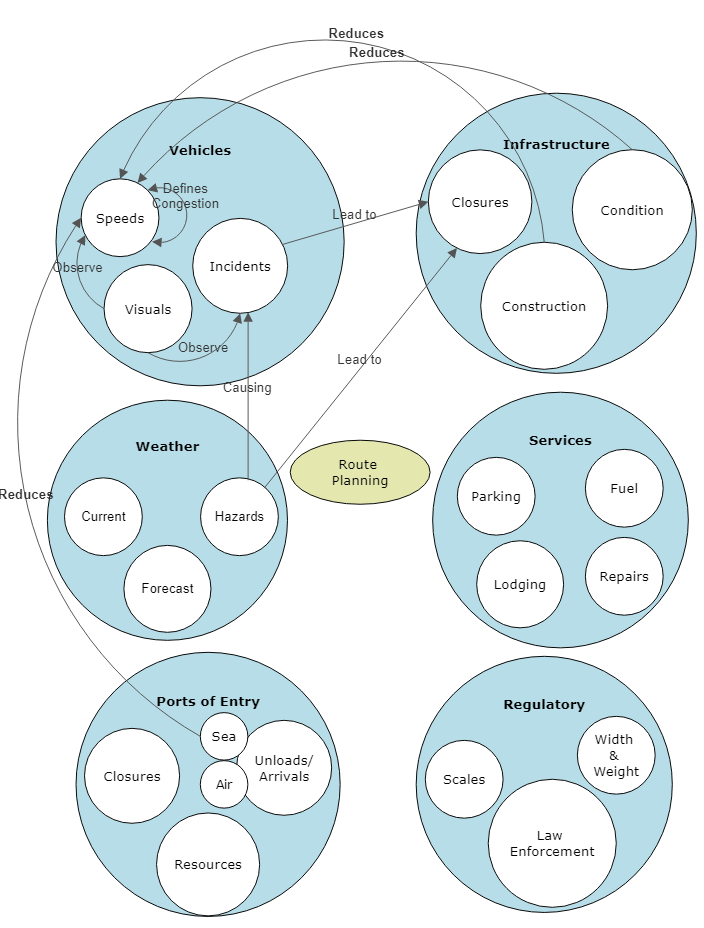 Reduces
Reduces
Vehicles
Infrastructure
Defines
Congestion
Speeds
Closures
Condition
Lead to
Observe
Incidents
Visuals
Construction
Observe
Lead to
Causing
Weather
Services
Route
Planning
Parking
Fuel
Reduces
Current
Hazards
Forecast
Lodging
Repairs
Ports of Entry
Regulatory
Sea
Unloads/
Arrivals
Closures
Air
Width
&
Weight
Scales
Resources
Law
Enforcement